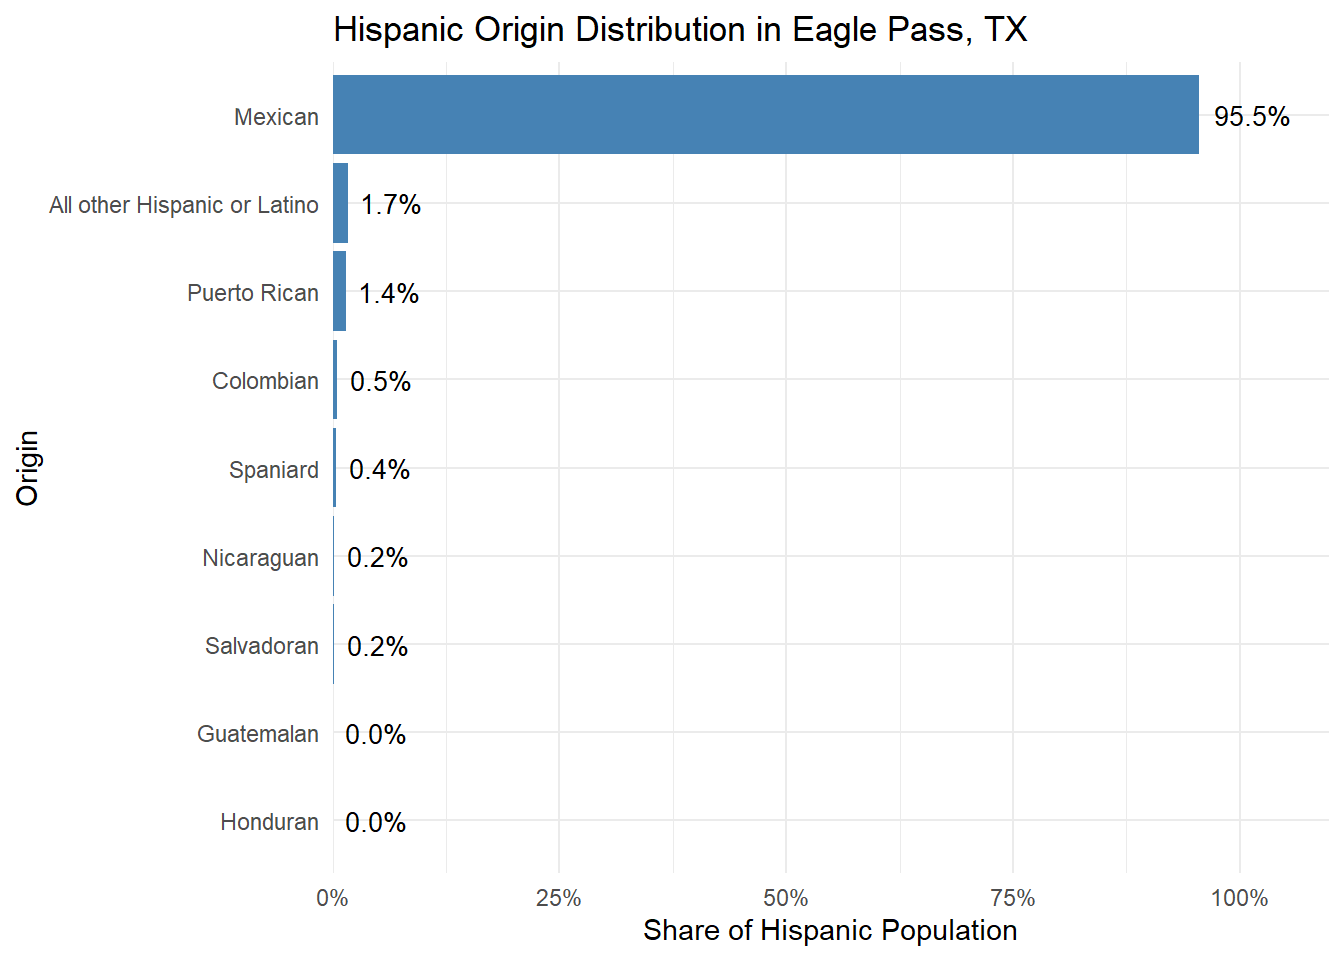 Hispanic Origin Distribution in Eagle Pass, TX
Mexican
95.5%
All other Hispanic or Latino
1.7%
Puerto Rican
1.4%
Colombian
0.5%
Spaniard
0.4%
Nicaraguan
0.2%
Salvadoran
0.2%
Guatemalan
0.0%
Honduran
0.0%
Origin
0% 25% 50% 75% 100%
Share of Hispanic Population